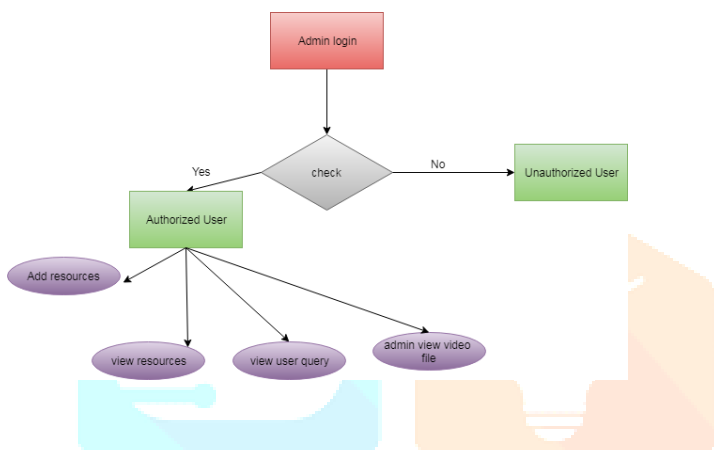 Admin login
check
Yes
No
Unauthorized User
Authorized User
Add resources
view resources
view user query
admin view video
file